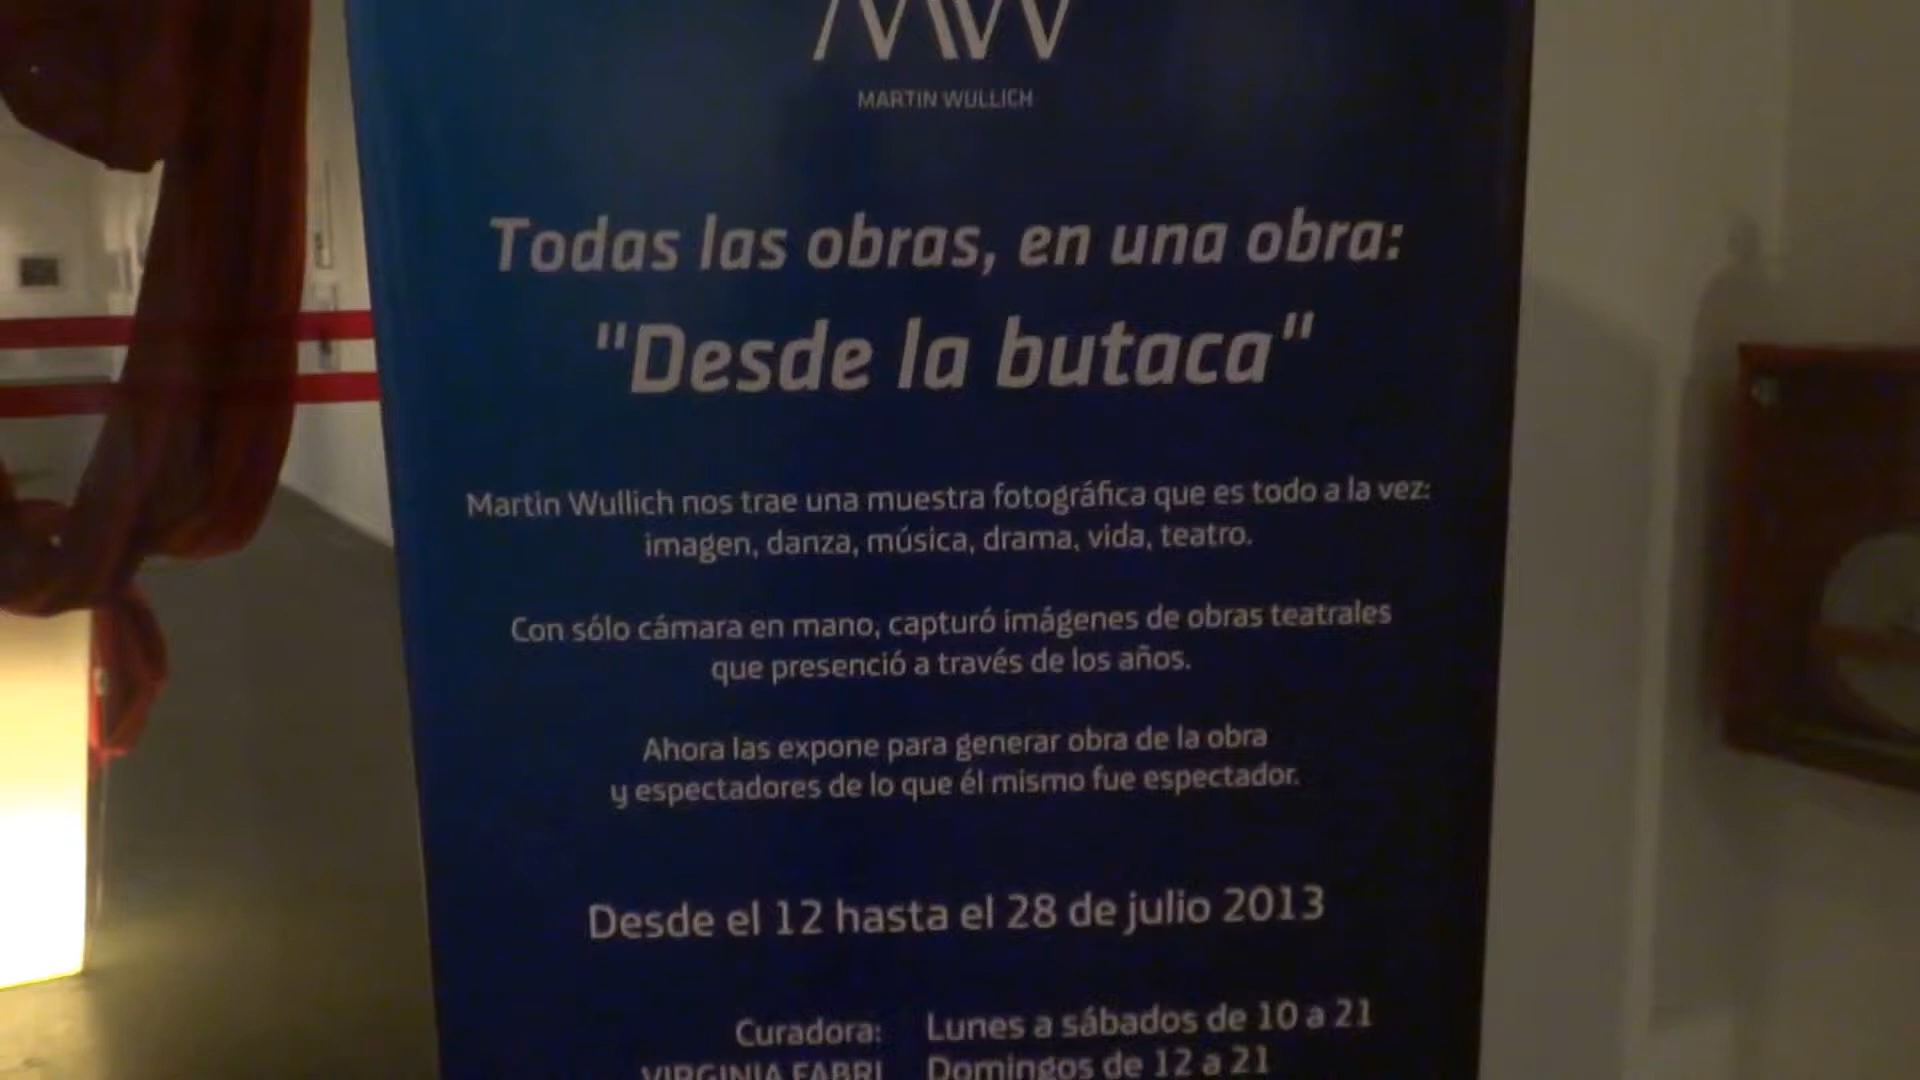 MW
MARTIN WULLICH
Todas las obras, en una obra:
"Desde la butaca"
Martin Wullich nos trae una muestra fotográfica que es todo a la vez:
imagen, danza, música, drama, vida, teatro.
Con sólo cámara en mano, capturó imágenes de obras teatrales
que presenció a través de los años.
Ahora las expone para generar obra de la obra
y espectadores de lo que él mismo fue espectador.
Desde el 12 hasta el 28 de julio 2013
Curadora:
VIRGINIA FABRI
Lunes a sábados de 10 a 21
Domingos de 12 a 21